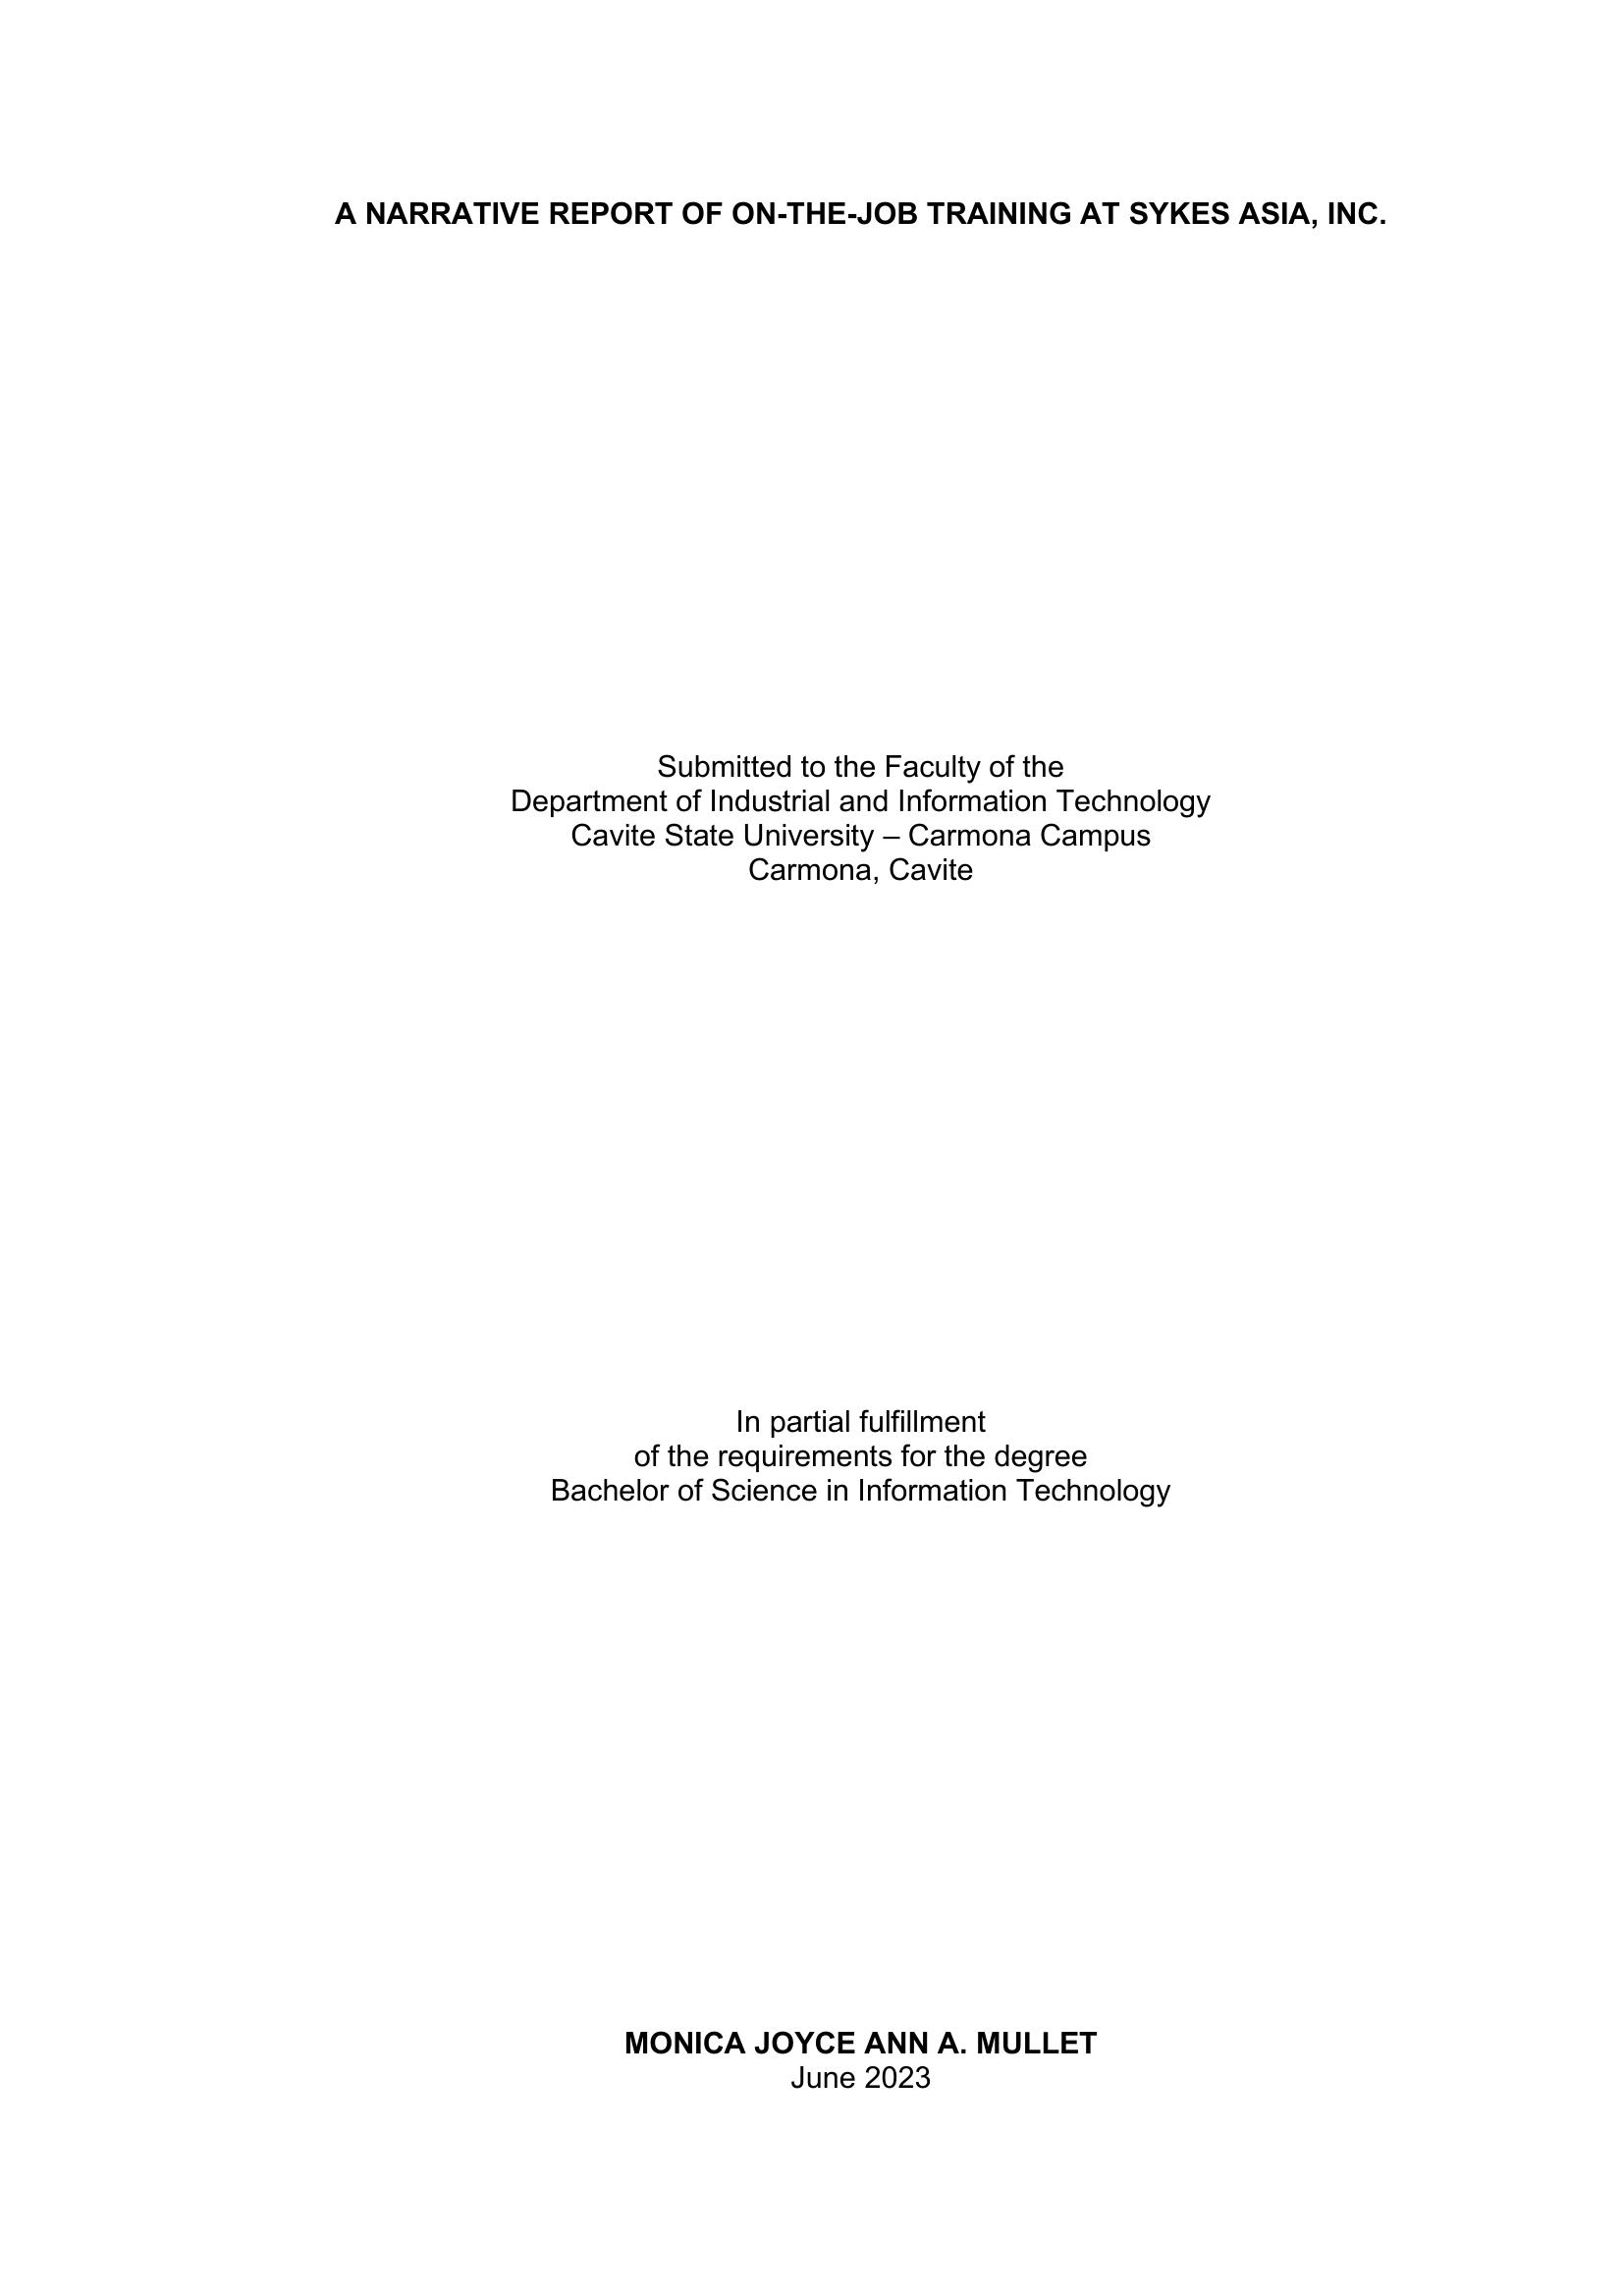 A NARRATIVE REPORT OF ON-THE-JOB TRAINING AT SYKES ASIA, INC.
Submitted to the Faculty of the
Department of Industrial and Information Technology
Cavite State University – Carmona Campus
Carmona, Cavite
In partial fulfillment
of the requirements for the degree
Bachelor of Science in Information Technology
MONICA JOYCE ANN A. MULLET
June 2023